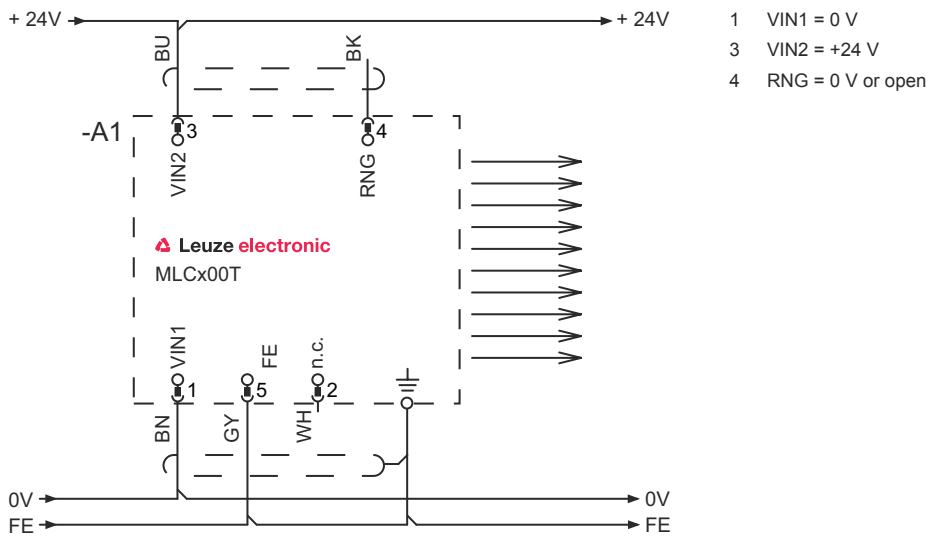 + 24V
+ 24V
1 VIN1 = 0 V
3 VIN2 = +24 V
4 RNG = 0 V or open
BU
BK
-A1
3
4
VIN2
RNG
Leuze electronic
MLCx00T
VIN1
FE
n.c.
1
5
2
BN
GY
WH
0V
0V
FE
FE